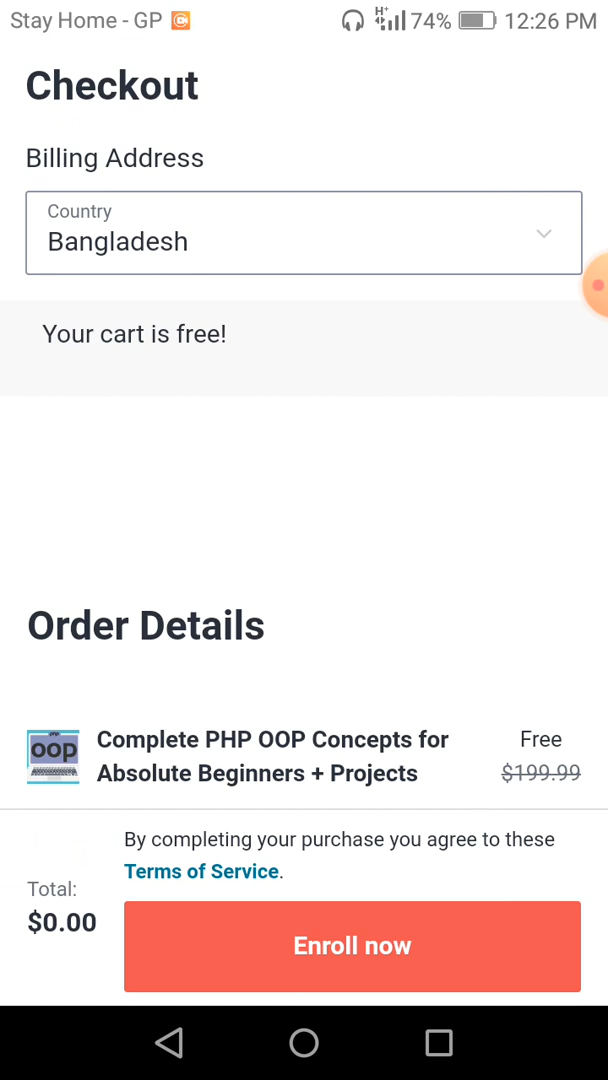 Stay Home - GP
H+ 74% 12:26 PM
Checkout
Billing Address
Country
Bangladesh
Your cart is free!
Order Details
php
oop
Complete PHP OOP Concepts for
Absolute Beginners + Projects
Free
$199.99
By completing your purchase you agree to these
Terms of Service.
Total:
$0.00
Enroll now